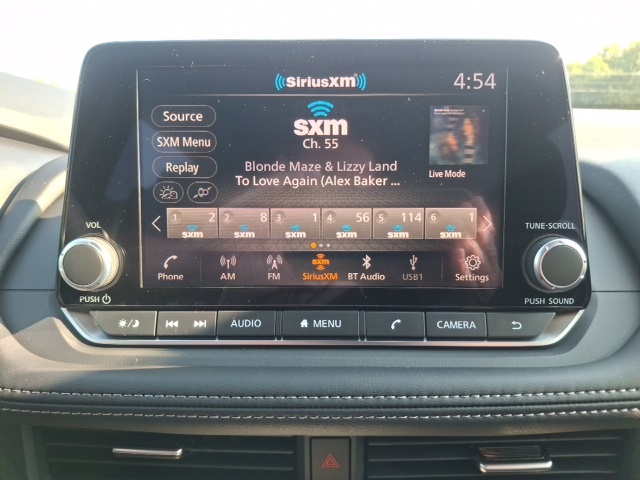 SiriusXM
4:54
Source
sxm
SXM Menu
Ch. 55
Replay
Blonde Maze & Lizzy Land
To Love Again (Alex Baker ...
Live Mode
1 2 2 8 3 1 4 56 5 114 6 1
sxm sxm sxm sxm sxm sxm
VOL
TUNE·SCROLL
sxm
Phone AM FM SiriusXM BT Audio USB1 Settings
PUSH
PUSH SOUND
AUDIO MENU CAMERA